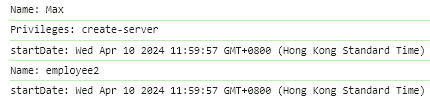 Name: Max
Privileges: create-server
startDate: Wed Apr 10 2024 11:59:57 GMT+0800 (Hong Kong Standard Time)
Name: employee2
startDate: Wed Apr 10 2024 11:59:57 GMT+0800 (Hong Kong Standard Time)